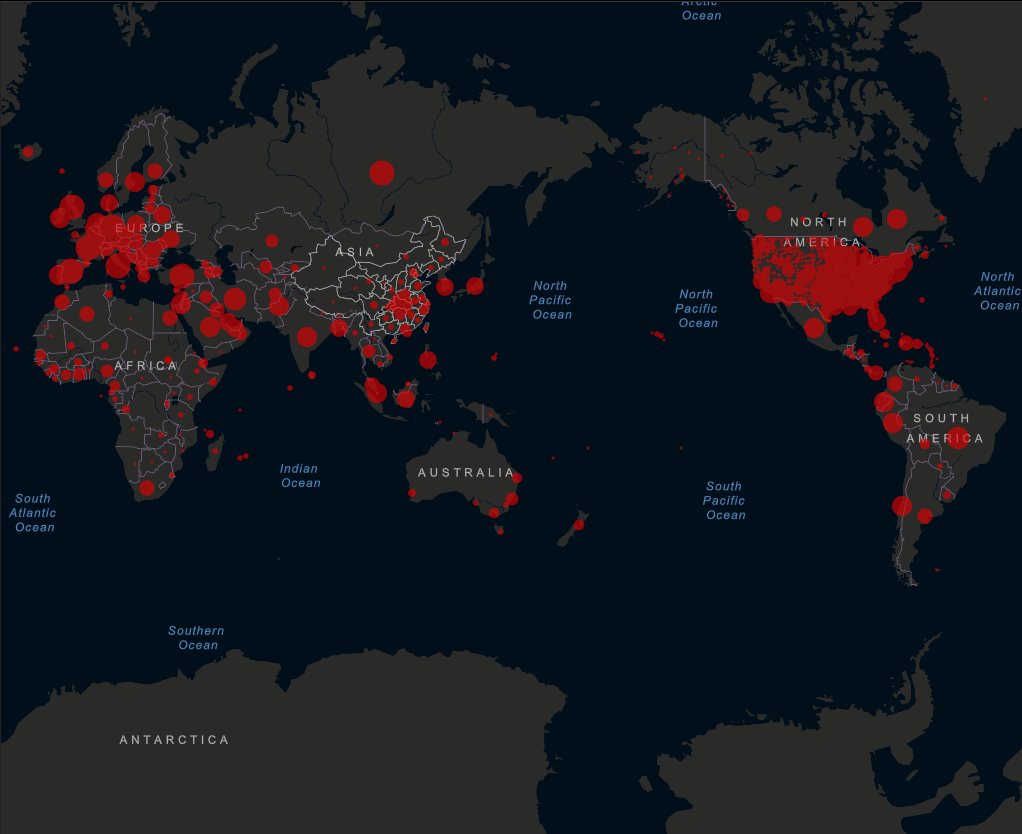 Arctic
Ocean
EUROPE
NORTH
AMERICA
ASIA
North
Pacific
Ocean
North
Pacific
Ocean
North
Atlantic
Ocean
AFRICA
SOUTH
AMERICA
AUSTRALIA
Indian
Ocean
South
Atlantic
Ocean
South
Pacific
Ocean
Southern
Ocean
ANTARCTICA